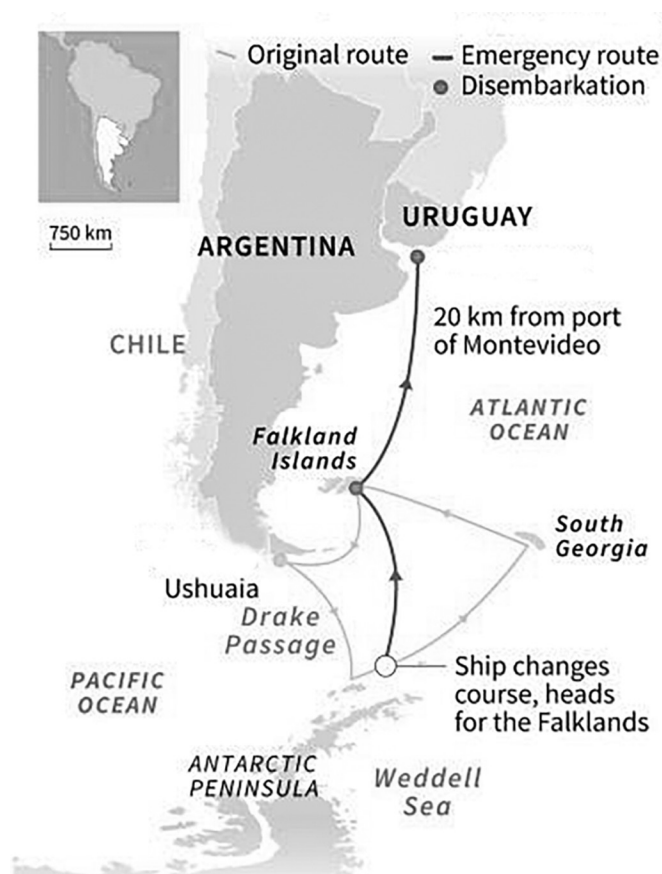 Original route
Emergency route
Disembarkation
750 km
URUGUAY
ARGENTINA
20 km from port
of Montevideo
CHILE
ATLANTIC
OCEAN
Falkland
Islands
South
Georgia
Ushuaia
Drake
Passage
Ship changes
course, heads
for the Falklands
PACIFIC
OCEAN
ANTARCTIC
PENINSULA
Weddell
Sea